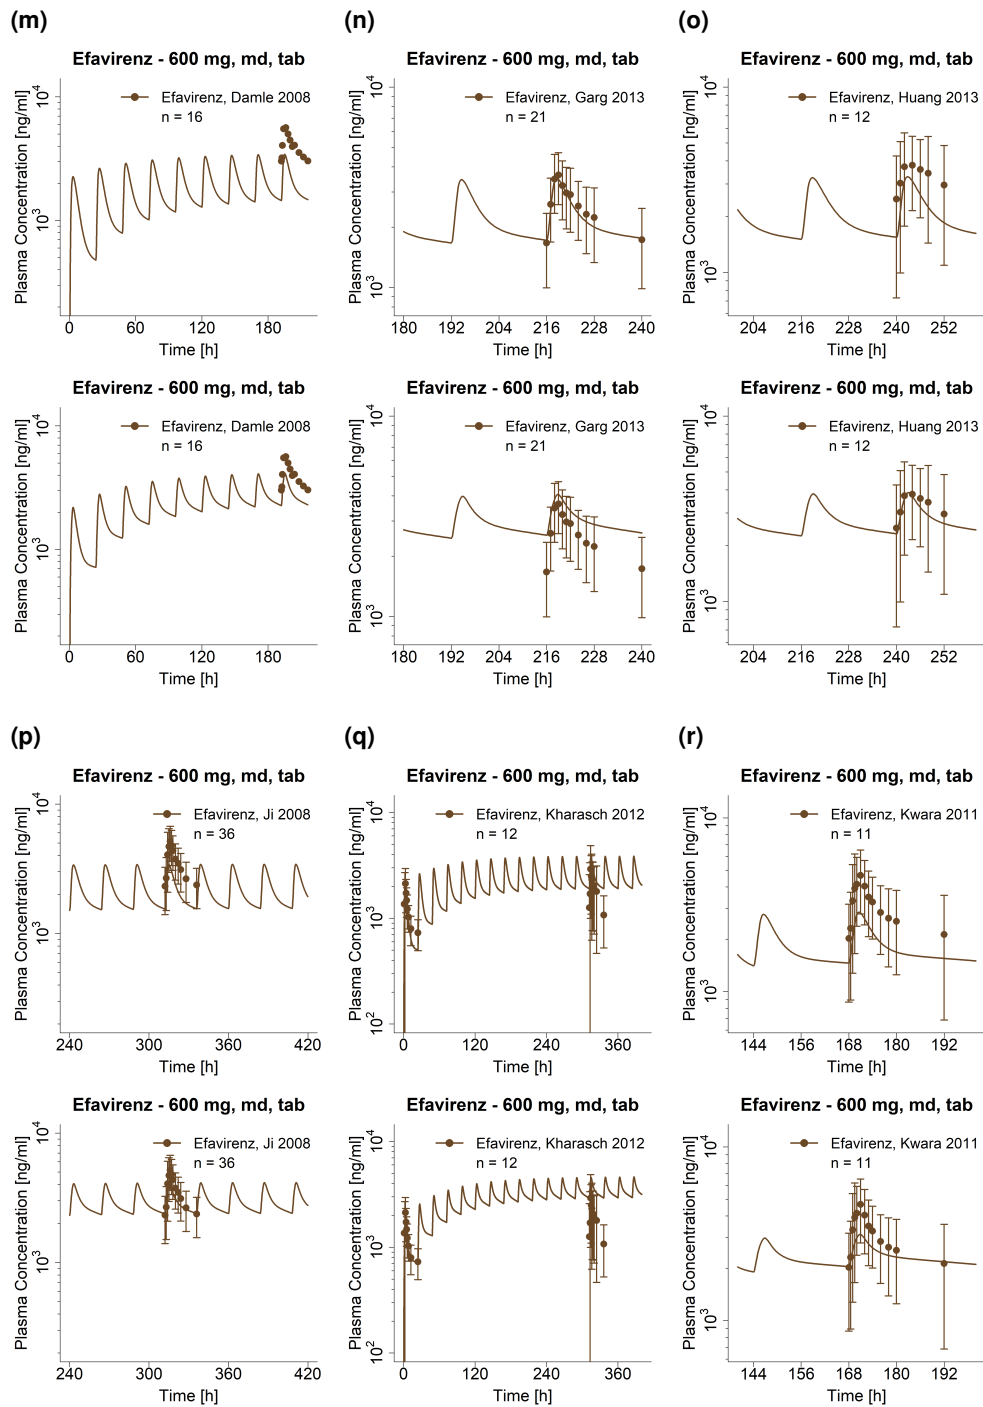 (m)
Efavirenz - 600 mg, md, tab
Plasma Concentration [ng/ml]
10^4
10^3
Efavirenz, Damle 2008
n = 16
0 60 120 180
Time [h]
Efavirenz - 600 mg, md, tab
Plasma Concentration [ng/ml]
10^4
10^3
Efavirenz, Damle 2008
n = 16
0 60 120 180
Time [h]
(n)
Efavirenz - 600 mg, md, tab
Plasma Concentration [ng/ml]
10^4
10^3
Efavirenz, Garg 2013
n = 21
180 192 204 216 228 240
Time [h]
Efavirenz - 600 mg, md, tab
Plasma Concentration [ng/ml]
10^4
10^3
Efavirenz, Garg 2013
n = 21
180 192 204 216 228 240
Time [h]
(o)
Efavirenz - 600 mg, md, tab
Plasma Concentration [ng/ml]
10^4
10^3
Efavirenz, Huang 2013
n = 12
204 216 228 240 252
Time [h]
Efavirenz - 600 mg, md, tab
Plasma Concentration [ng/ml]
10^4
10^3
Efavirenz, Huang 2013
n = 12
204 216 228 240 252
Time [h]
(p)
Efavirenz - 600 mg, md, tab
Plasma Concentration [ng/ml]
10^4
10^3
Efavirenz, Ji 2008
n = 36
240 300 360 420
Time [h]
Efavirenz - 600 mg, md, tab
Plasma Concentration [ng/ml]
10^4
10^3
Efavirenz, Ji 2008
n = 36
240 300 360 420
Time [h]
(q)
Efavirenz - 600 mg, md, tab
Plasma Concentration [ng/ml]
10^4
10^3
10^2
Efavirenz, Kharasch 2012
n = 12
0 120 240 360
Time [h]
Efavirenz - 600 mg, md, tab
Plasma Concentration [ng/ml]
10^4
10^3
10^2
Efavirenz, Kharasch 2012
n = 12
0 120 240 360
Time [h]
(r)
Efavirenz - 600 mg, md, tab
Plasma Concentration [ng/ml]
10^4
10^3
Efavirenz, Kwara 2011
n = 11
144 156 168 180 192
Time [h]
Efavirenz - 600 mg, md, tab
Plasma Concentration [ng/ml]
10^4
10^3
Efavirenz, Kwara 2011
n = 11
144 156 168 180 192
Time [h]